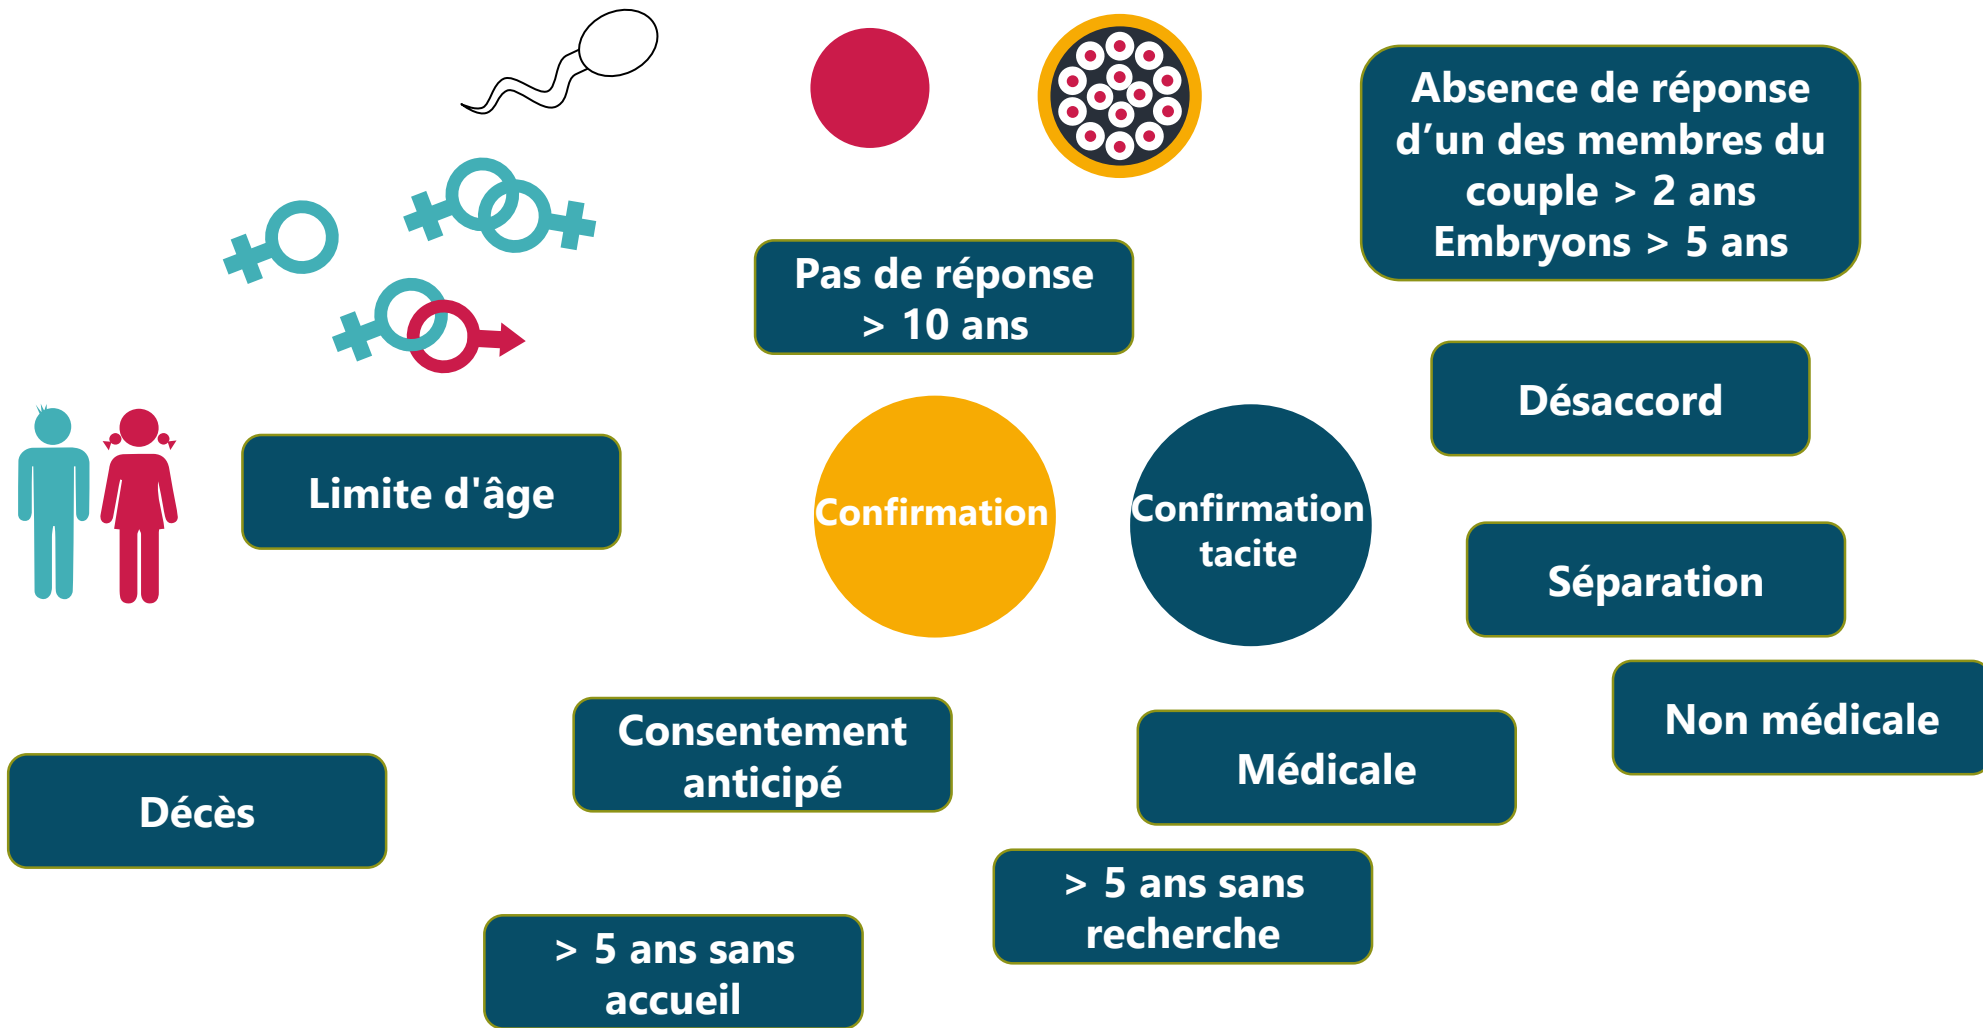 Absence de réponse
d’un des membres du
couple > 2 ans
Embryons > 5 ans
Pas de réponse
> 10 ans
Désaccord
Limite d'âge
Confirmation
Confirmation
tacite
Séparation
Non médicale
Consentement
anticipé
Médicale
Décès
> 5 ans sans
recherche
> 5 ans sans
accueil